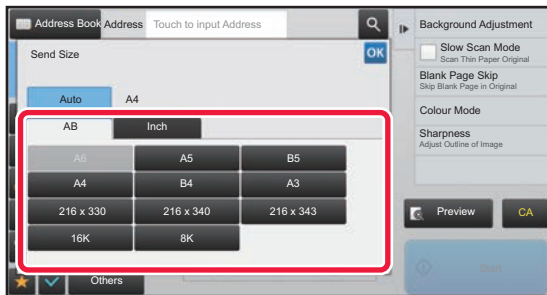 Address Book Address Touch to input Address
Send Size OK
Auto A4
AB Inch
A6 A5 B5
A4 B4 A3
216 x 330 216 x 340 216 x 343
16K 8K
Others
Background Adjustment
Slow Scan Mode
Scan Thin Paper Original
Blank Page Skip
Skip Blank Page in Original
Colour Mode
Sharpness
Adjust Outline of Image
Preview CA
Start